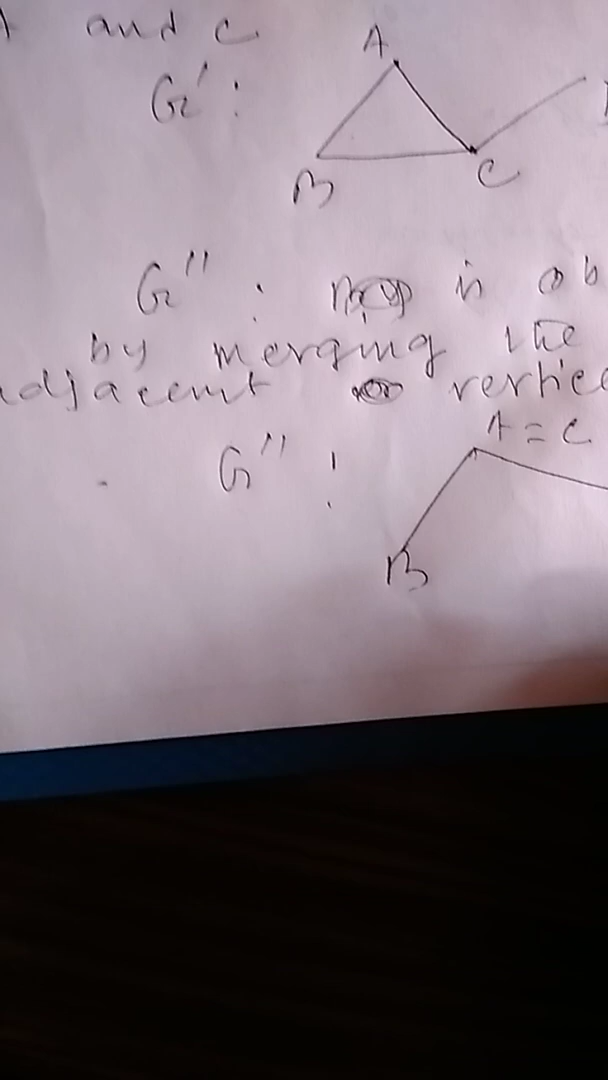 and C
G' :
A
B
C
G'' : is ob
by merging the
adjacent vertice
A = C
G'' :
B